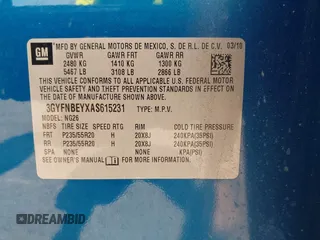 GM
MFD BY GENERAL MOTORS DE MEXICO, S. DE R.L. DE C.V. 03/10
GVWR GAWR FRT GAWR RR
2480 KG 1410 KG 1300 KG
5467 LB 3108 LB 2866 LB
THIS VEHICLE CONFORMS TO ALL APPLICABLE U.S. FEDERAL MOTOR
VEHICLE SAFETY AND THEFT PREVENTION STANDARDS IN EFFECT ON
THE DATE OF MANUFACTURE SHOWN ABOVE.
3GYFNBEYXAS615231 TYPE: M.P.V.
MODEL: NG26
NBF6 TIRE SIZE SPEED RTG RIM COLD TIRE PRESSURE
FRT P235/55R20 H 20X8J 240KPA(35PSI)
RR P235/55R20 H 20X8J 240KPA(35PSI)
SPA NONE NONE KPA(PSI)
SEE OWNER'S MANUAL FOR MORE INFORMATION.
DREAMBID